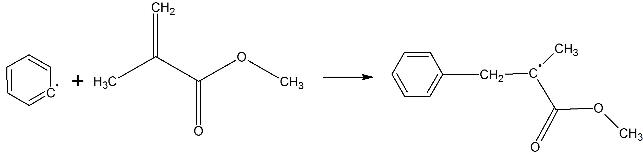 CH2
C• + H3C O CH3 O
CH2 C• CH3 O O CH3